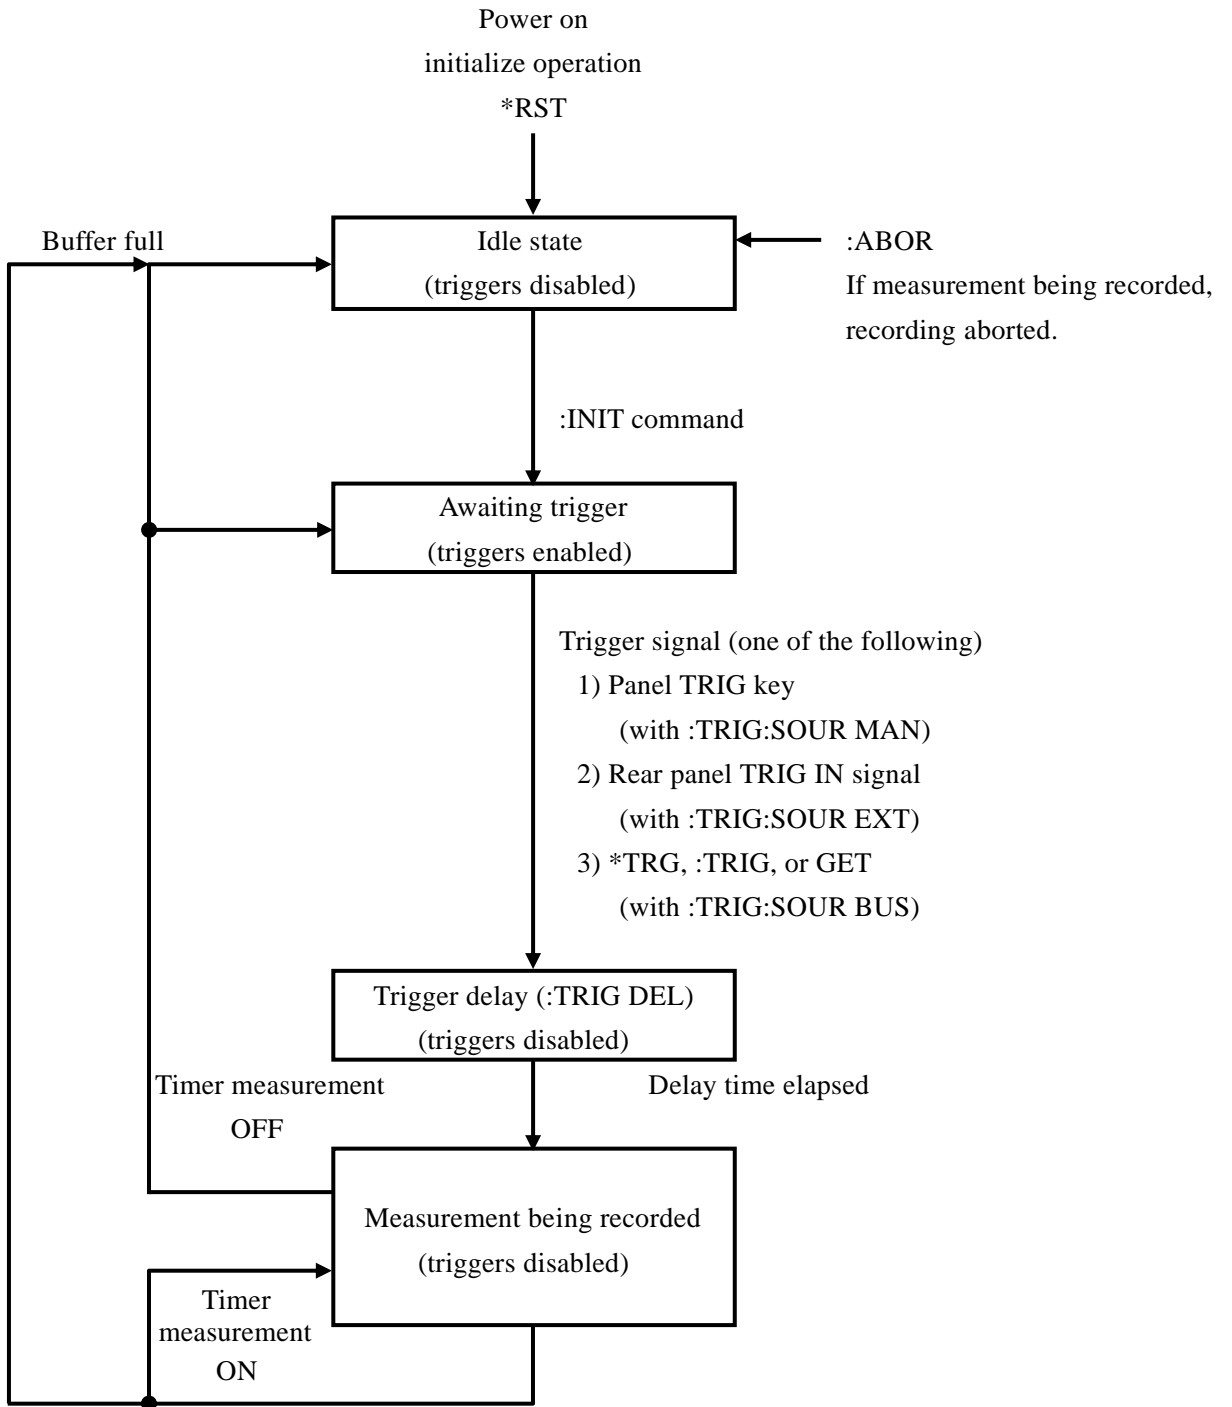 Power on
initialize operation
*RST
Buffer full
Idle state
(triggers disabled)
:ABOR
If measurement being recorded,
recording aborted.
:INIT command
Awaiting trigger
(triggers enabled)
Trigger signal (one of the following)
1) Panel TRIG key
(with :TRIG:SOUR MAN)
2) Rear panel TRIG IN signal
(with :TRIG:SOUR EXT)
3) *TRG, :TRIG, or GET
(with :TRIG:SOUR BUS)
Trigger delay (:TRIG DEL)
(triggers disabled)
Timer measurement
OFF
Delay time elapsed
Measurement being recorded
(triggers disabled)
Timer
measurement
ON